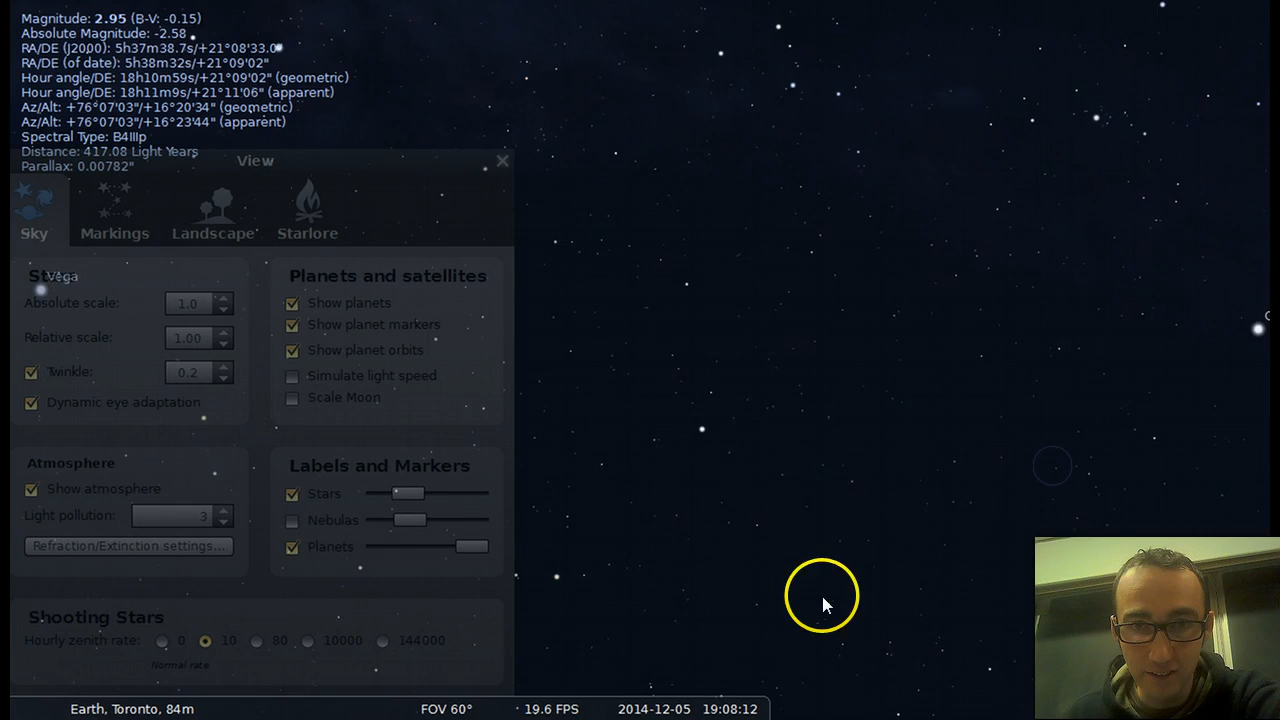 Magnitude: 2.95 (B-V: -0.15)
Absolute Magnitude: -2.58
RA/DE (J2000): 5h37m38.7s/+21°08'33.0"
RA/DE (of date): 5h38m32s/+21°09'02"
Hour angle/DE: 18h10m59s/+21°09'02" (geometric)
Hour angle/DE: 18h11m9s/+21°11'06" (apparent)
Az/Alt: +76°07'03"/+16°20'34" (geometric)
Az/Alt: +76°07'03"/+16°23'44" (apparent)
Spectral Type: B4IIIp
Distance: 417.08 Light Years
Parallax: 0.00782"
View
Sky Markings Landscape Starlore
Vega
Absolute scale: 1.0
Relative scale: 1.00
Twinkle: 0.2
Dynamic eye adaptation
Planets and satellites
Show planets
Show planet markers
Show planet orbits
Simulate light speed
Scale Moon
Atmosphere
Show atmosphere
Light pollution: 3
Refraction/Extinction settings...
Labels and Markers
Stars
Nebulas
Planets
Shooting Stars
Hourly zenith rate: 0 10 80 10000 144000
Normal rate
Earth, Toronto, 84m FOV 60° 19.6 FPS 2014-12-05 19:08:12